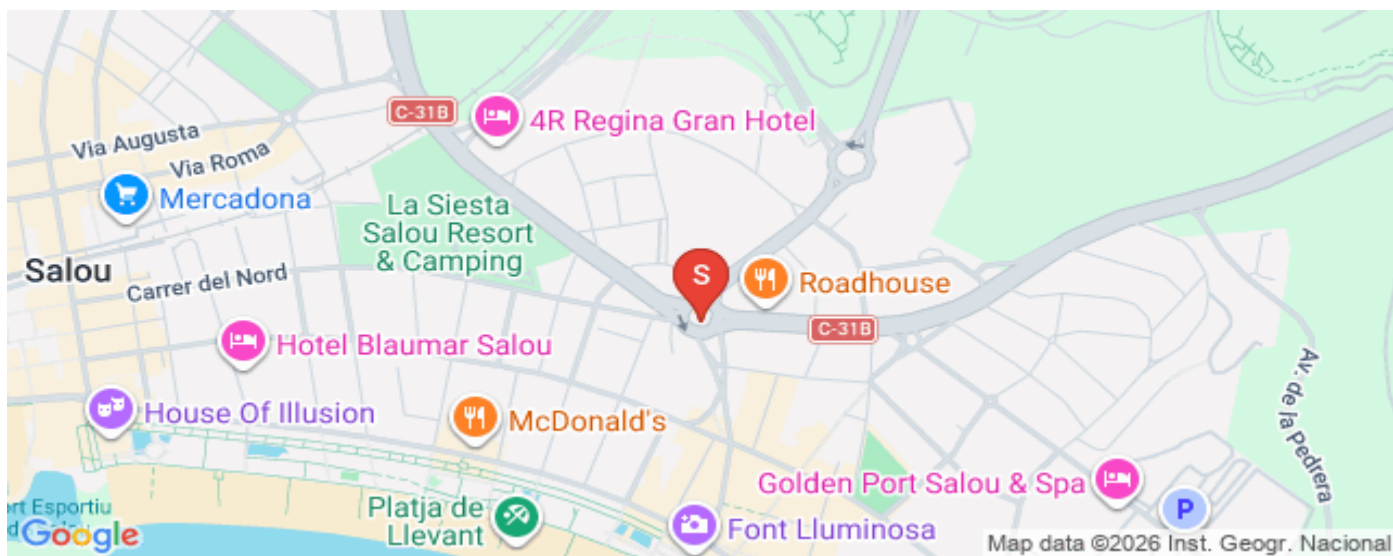 C-31B
4R Regina Gran Hotel
Via Augusta
Via Roma
Mercadona
La Siesta
Salou Resort
& Camping
Salou
Carrer del Nord
S
Roadhouse
C-31B
Hotel Blaumar Salou
Av. de la Pedrera
House Of Illusion
McDonald's
Golden Port Salou & Spa
P
Platja de
Llevant
Font Lluminosa
ort Esportiu
Google
Map data ©2026 Inst. Geogr. Nacional